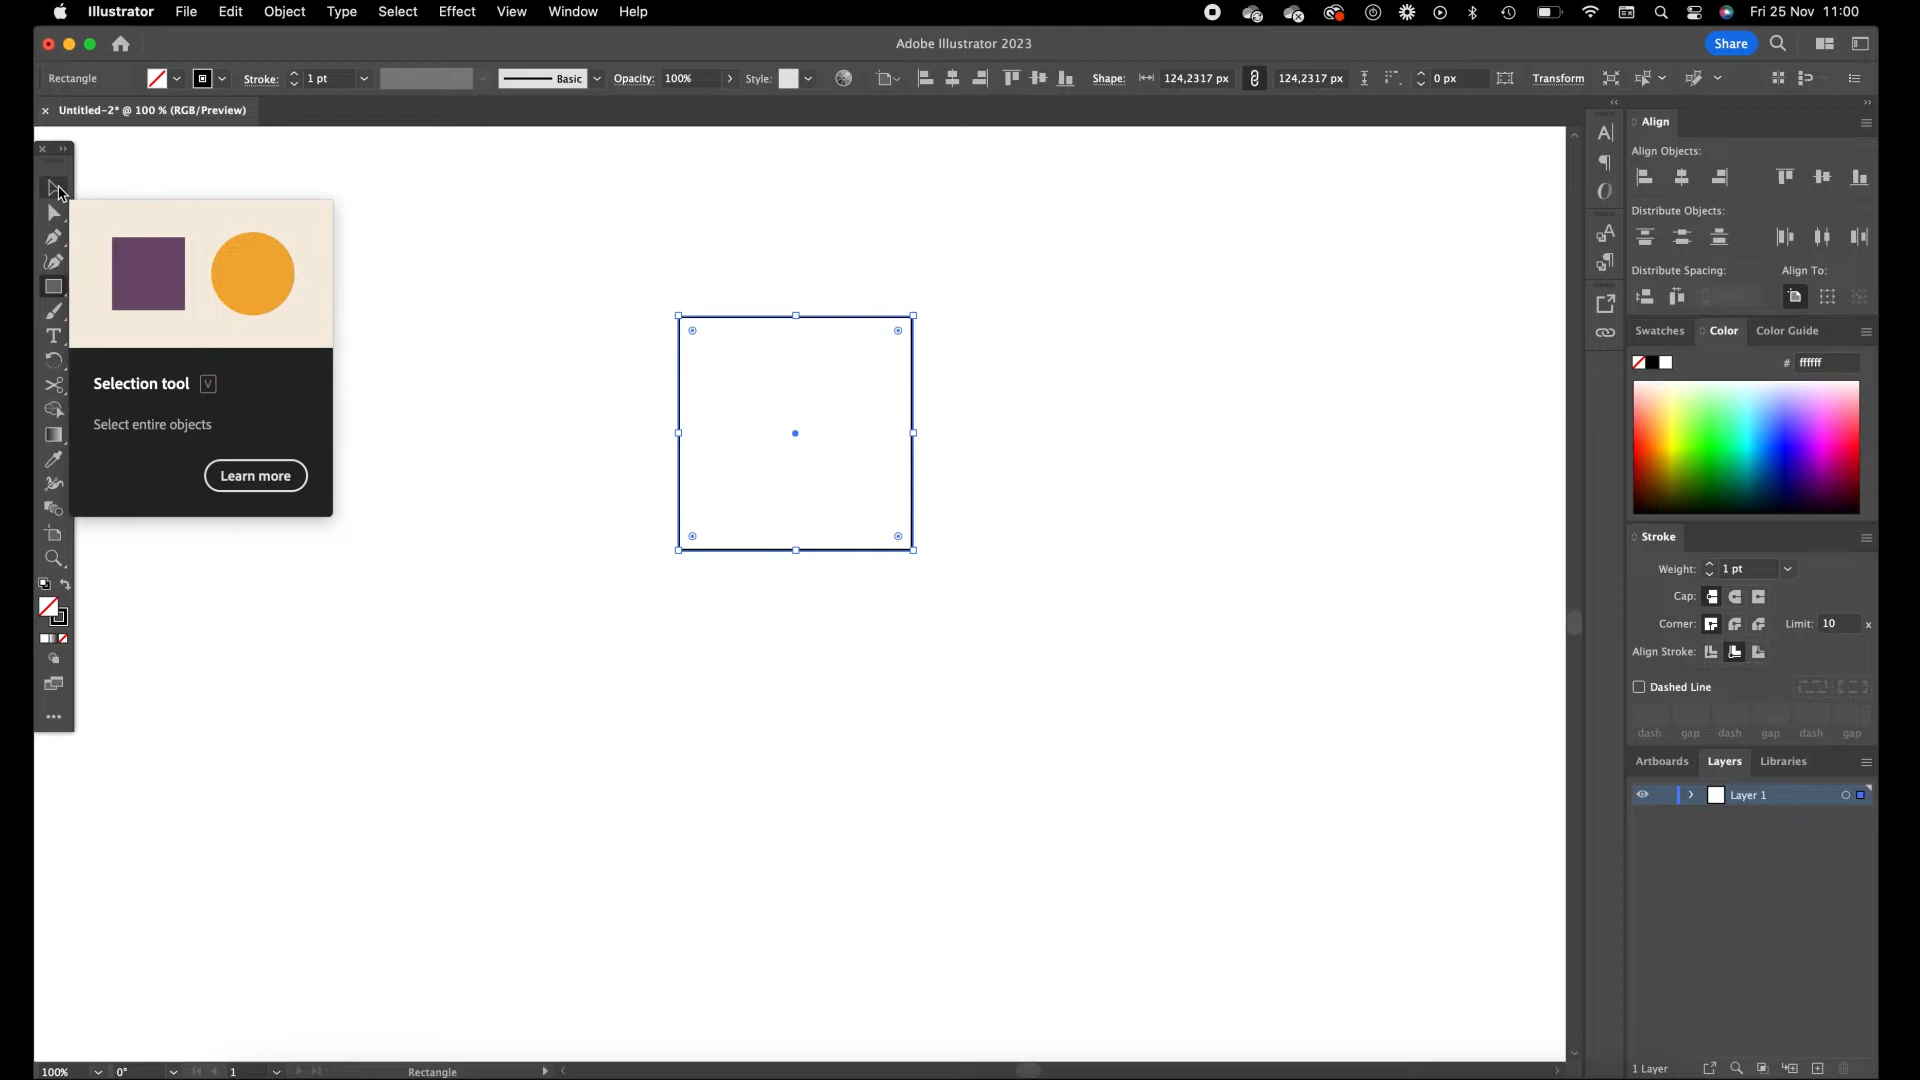 Illustrator File Edit Object Type Select Effect View Window Help Fri 25 Nov 11:00
Adobe Illustrator 2023 Share
Rectangle Stroke: 1 pt Basic Opacity: 100% Style: Shape: 124,2317 px 124,2317 px 0 px Transform
× Untitled-2* @ 100 % (RGB/Preview)
Align
Align Objects:
Distribute Objects:
Distribute Spacing: Align To:
Swatches Color Color Guide
# ffffff
Selection tool V
Select entire objects
Learn more
Stroke
Weight: 1 pt
Cap:
Corner: Limit: 10 x
Align Stroke:
Dashed Line
dash gap dash gap dash gap
Artboards Layers Libraries
Layer 1
100% 0° 1 Rectangle 1 Layer